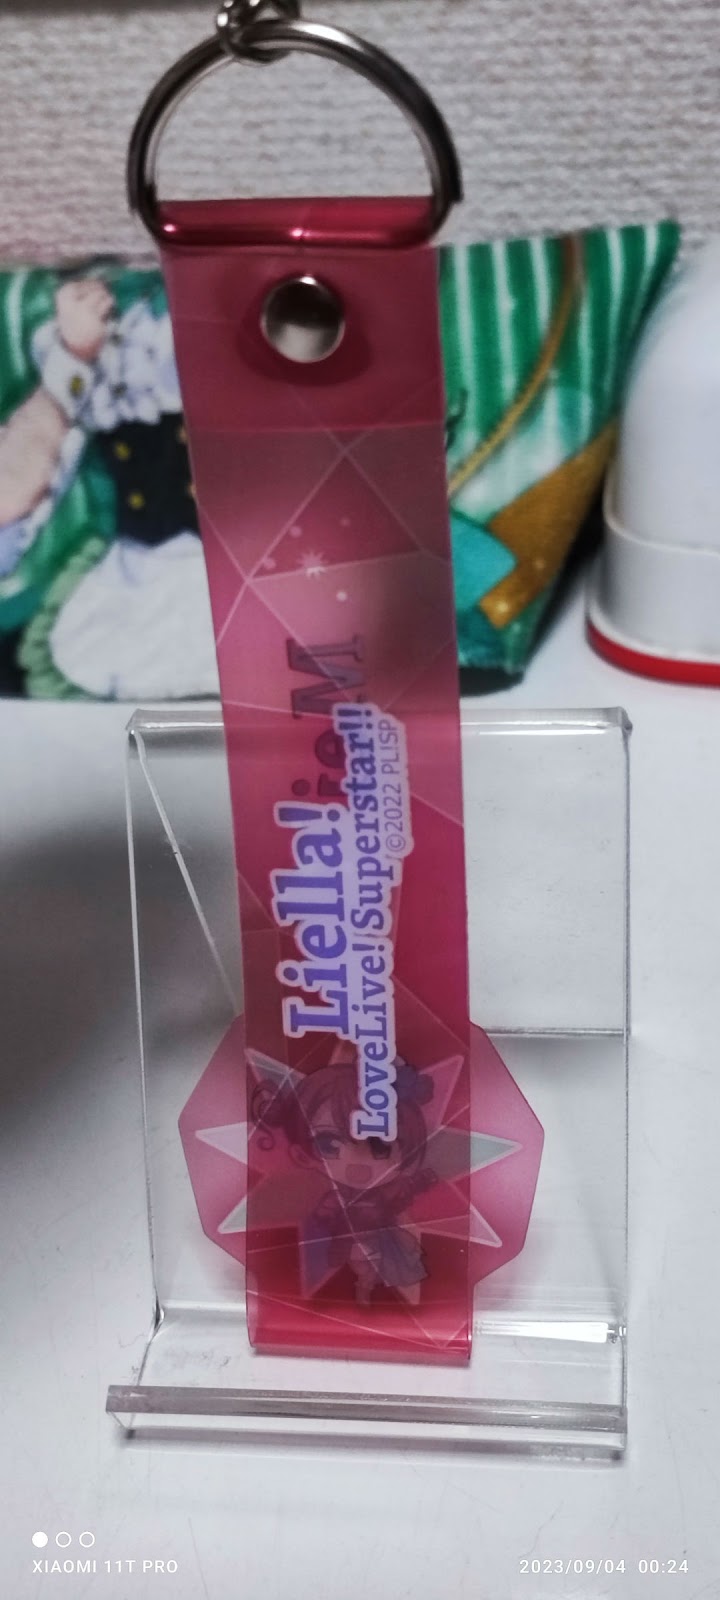 Liella!
LoveLive! Superstar!!
©2022 PL!SP
XIAOMI 11T PRO
2023/09/04 00:24